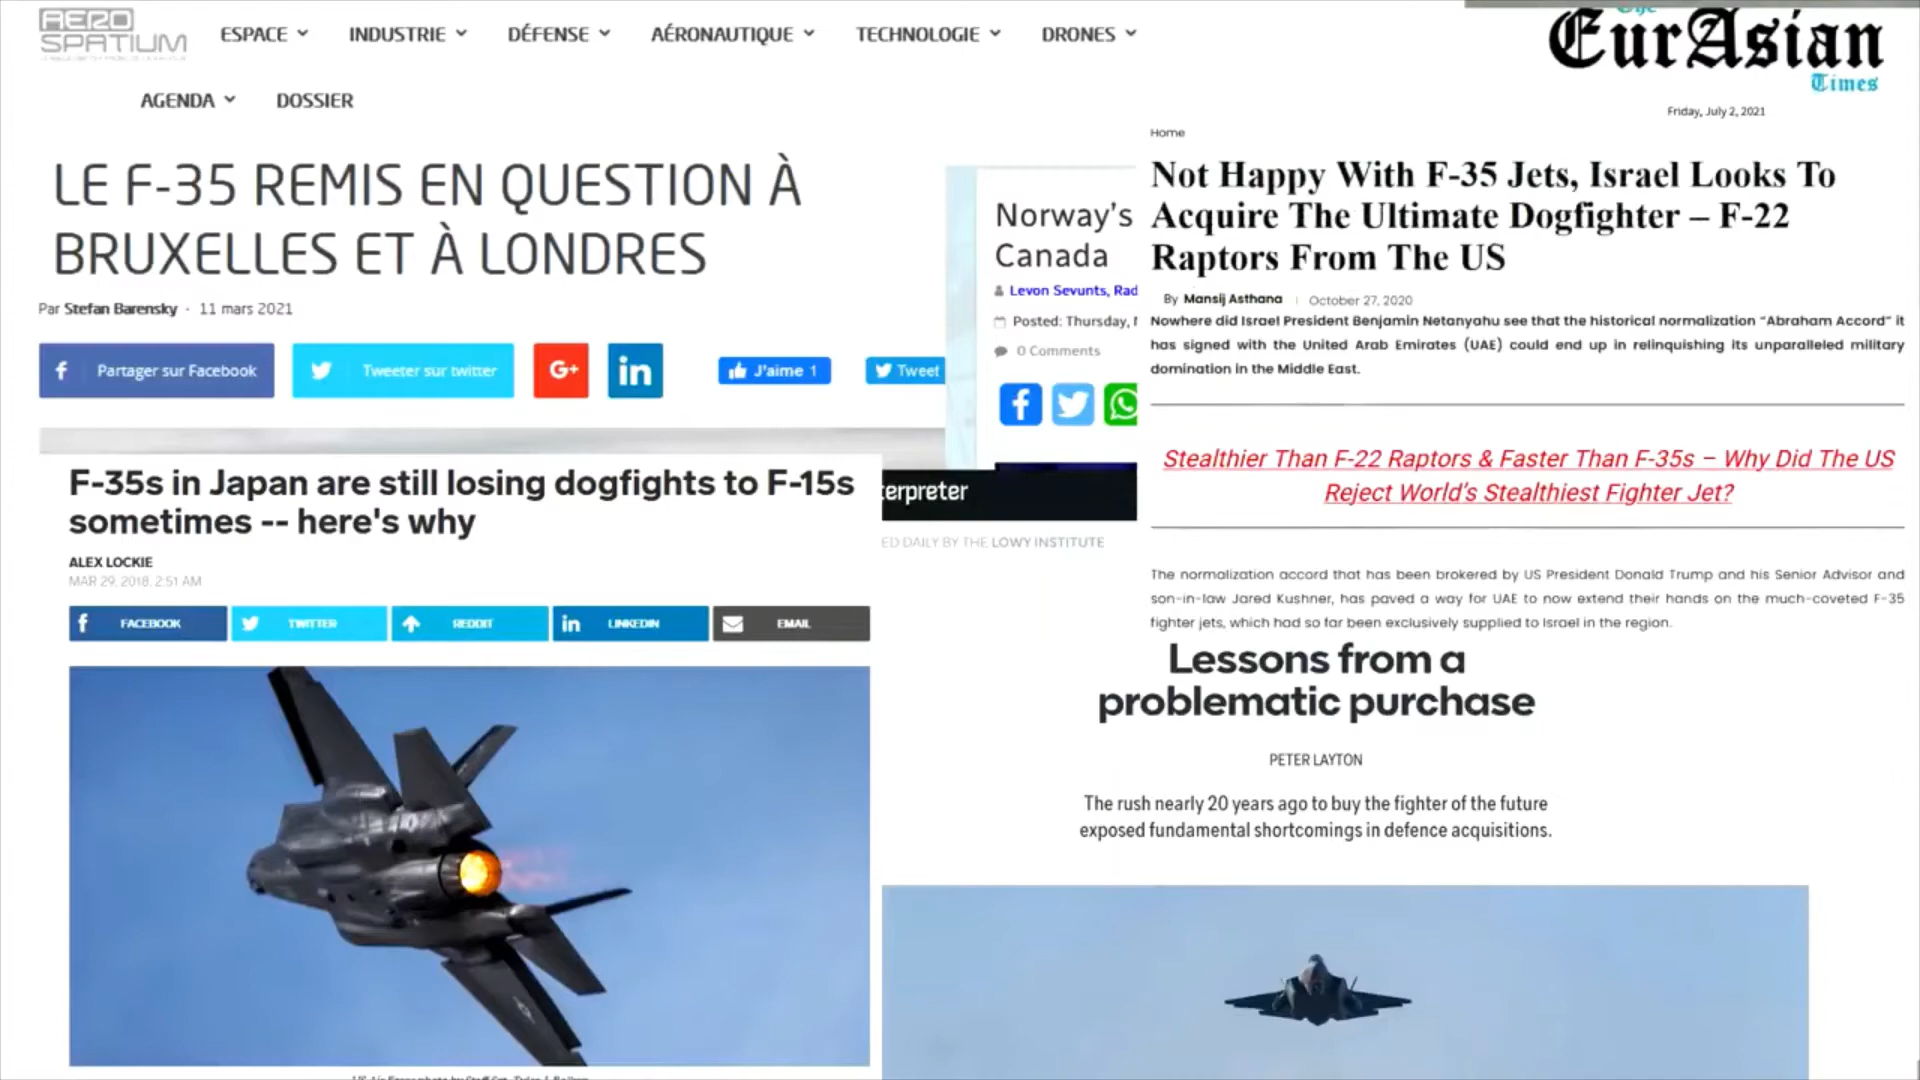 AERO
SPATIUM
ESPACE
INDUSTRIE
DÉFENSE
AÉRONAUTIQUE
TECHNOLOGIE
DRONES
AGENDA
DOSSIER
LE F-35 REMIS EN QUESTION À
BRUXELLES ET À LONDRES
Par Stefan Barensky - 11 mars 2021
Partager sur Facebook
Tweeter sur twitter
G+
in
J'aime 1
Tweet
Norway's
Canada
Levon Sevunts, Rad
Posted: Thursday,
0 Comments
The
EurAsian
Times
Friday, July 2, 2021
Home
Not Happy With F-35 Jets, Israel Looks To
Acquire The Ultimate Dogfighter – F-22
Raptors From The US
By Mansij Asthana | October 27, 2020
Nowhere did Israel President Benjamin Netanyahu see that the historical normalization “Abraham Accord” it
has signed with the United Arab Emirates (UAE) could end up in relinquishing its unparalleled military
domination in the Middle East.
Stealthier Than F-22 Raptors & Faster Than F-35s – Why Did The US
Reject World's Stealthiest Fighter Jet?
The normalization accord that has been brokered by US President Donald Trump and his Senior Advisor and
son-in-law Jared Kushner, has paved a way for UAE to now extend their hands on the much-coveted F-35
fighter jets, which had so far been exclusively supplied to Israel in the region.
F-35s in Japan are still losing dogfights to F-15s
sometimes -- here's why
ALEX LOCKIE
MAR 29, 2018, 2:51 AM
FACEBOOK
TWITTER
REDDIT
in LINKEDIN
EMAIL
erpreter
ED DAILY BY THE LOWY INSTITUTE
Lessons from a
problematic purchase
PETER LAYTON
The rush nearly 20 years ago to buy the fighter of the future
exposed fundamental shortcomings in defence acquisitions.